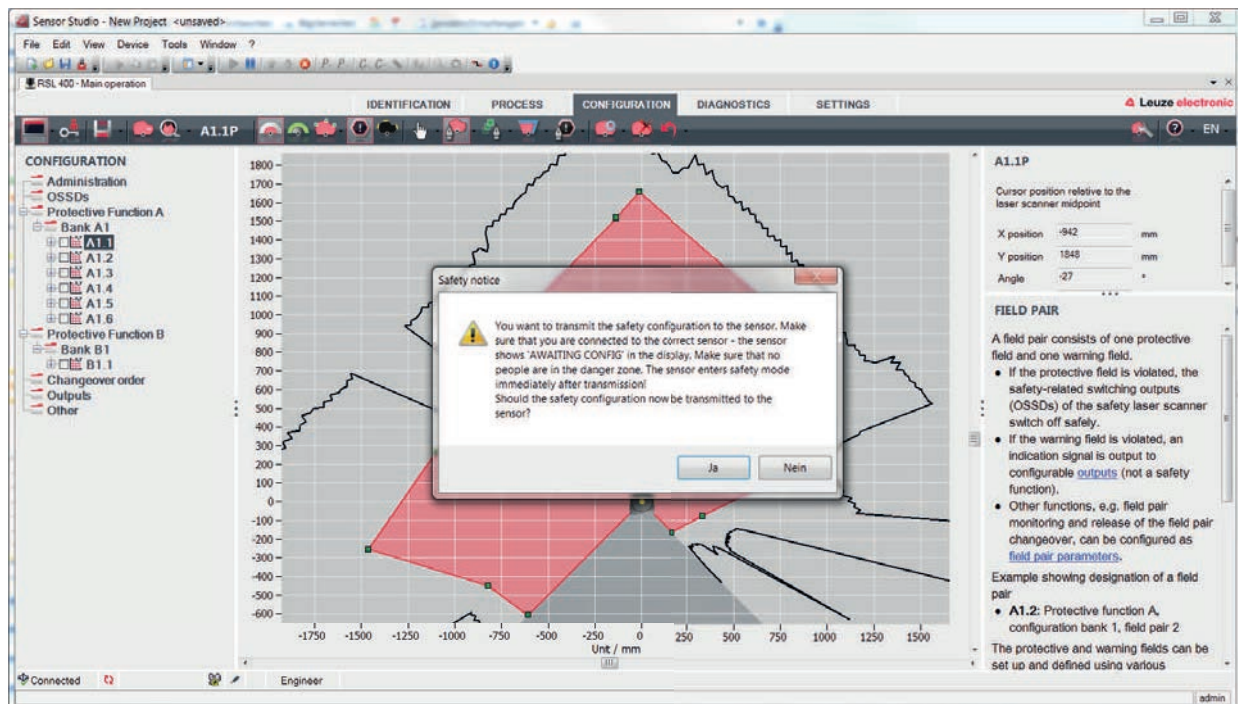 Sensor Studio - New Project <unsaved>
File Edit View Device Tools Window ?
RSL 400 - Main operation
IDENTIFICATION PROCESS CONFIGURATION DIAGNOSTICS SETTINGS
Leuze electronic
A1.1P
EN
CONFIGURATION
Administration
OSSDs
Protective Function A
Bank A1
A1.1
A1.2
A1.3
A1.4
A1.5
A1.6
Protective Function B
Bank B1
B1.1
Changeover order
Outputs
Other
1800
1700
1600
1500
1400
1300
1200
1100
1000
900
800
700
600
500
400
300
200
100
0
-100
-200
-300
-400
-500
-600
-1750 -1500 -1250 -1000 -750 -500 -250 0 250 500 750 1000 1250 1500
Unt / mm
Safety notice
You want to transmit the safety configuration to the sensor. Make
sure that you are connected to the correct sensor - the sensor
shows 'AWAITING CONFIG' in the display. Make sure that no
people are in the danger zone. The sensor enters safety mode
immediately after transmission!
Should the safety configuration now be transmitted to the
sensor?
Ja Nein
A1.1P
Cursor position relative to the
laser scanner midpoint
X position -942 mm
Y position 1848 mm
Angle -27 °
FIELD PAIR
A field pair consists of one protective
field and one warning field.
• If the protective field is violated, the
safety-related switching outputs
(OSSDs) of the safety laser scanner
switch off safely.
• If the warning field is violated, an
indication signal is output to
configurable outputs (not a safety
function).
• Other functions, e.g. field pair
monitoring and release of the field pair
changeover, can be configured as
field pair parameters.
Example showing designation of a field
pair
• A1.2: Protective function A,
configuration bank 1, field pair 2
The protective and warning fields can be
set up and defined using various
Connected
Engineer
admin